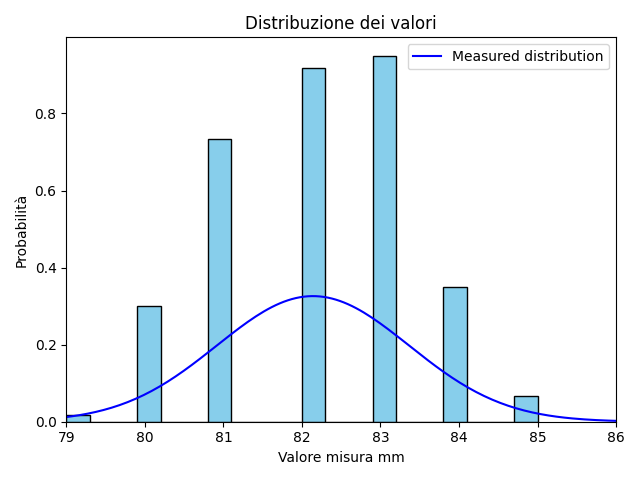 Distribuzione dei valori
Measured distribution
Probabilità
0.8
0.6
0.4
0.2
0.0
79 80 81 82 83 84 85 86
Valore misura mm